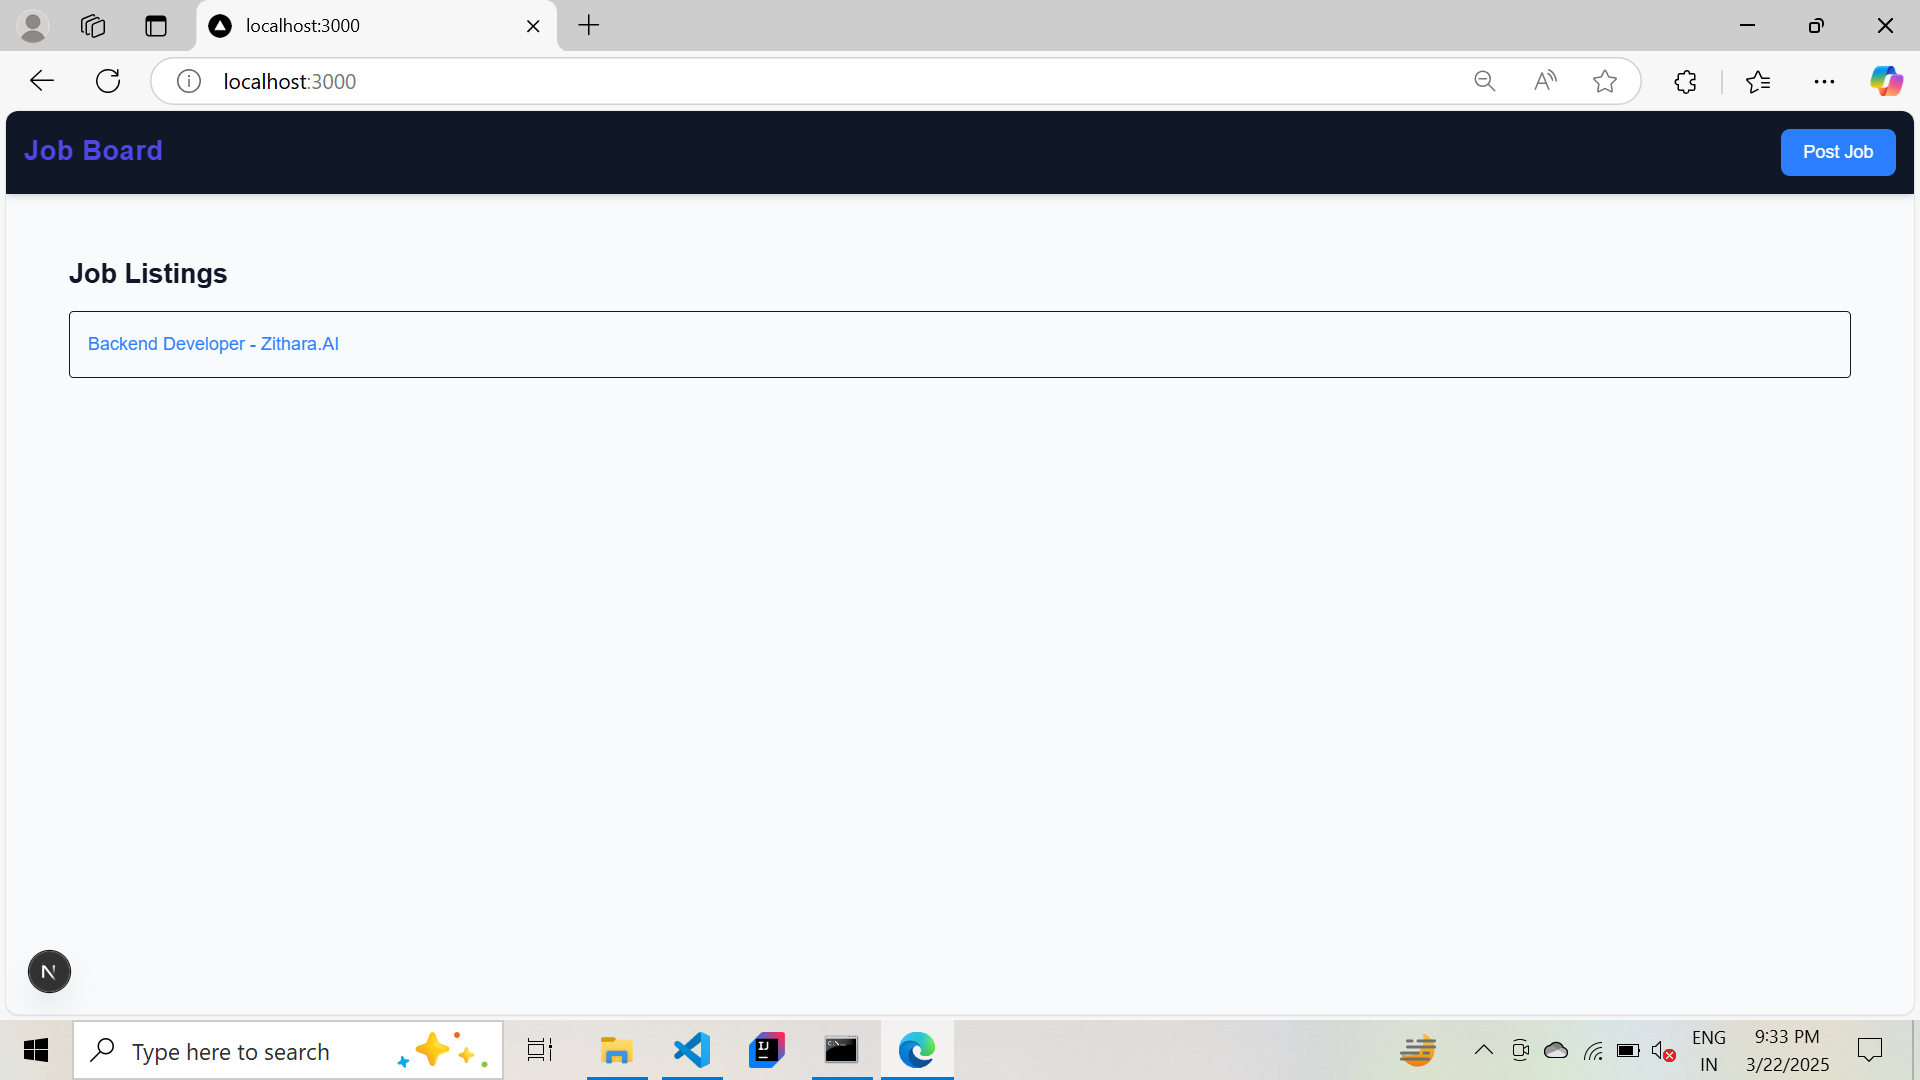 localhost:3000
localhost:3000
Job Board
Post Job
Job Listings
Backend Developer - Zithara.AI
N
Type here to search
ENG
IN
9:33 PM
3/22/2025